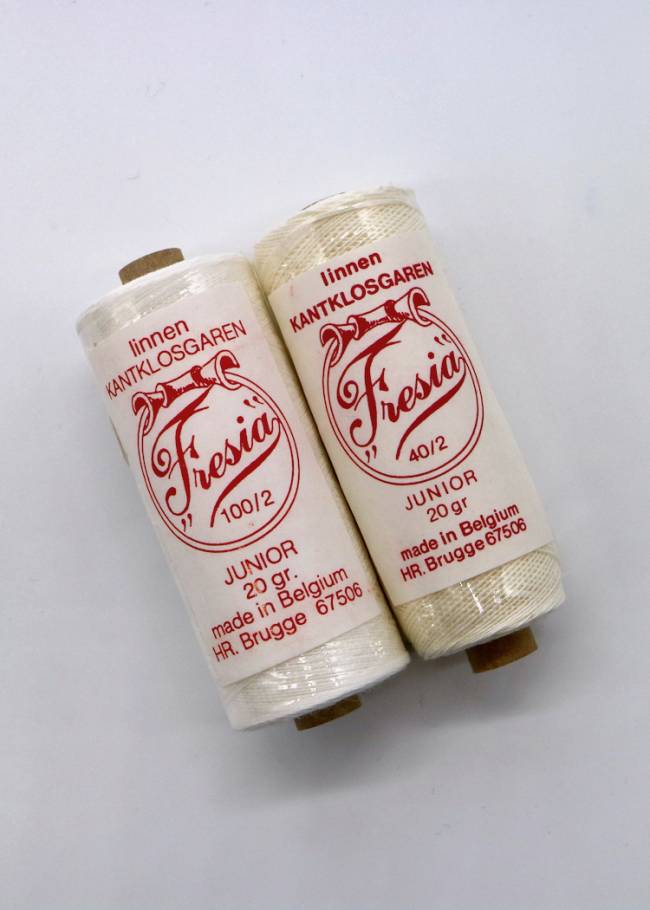 linnen
KANTKLOSGAREN
„Fresia“
100/2
JUNIOR
20 gr.
made in Belgium
HR. Brugge 67506
linnen
KANTKLOSGAREN
„Fresia“
40/2
JUNIOR
20 gr
made in Belgium
HR. Brugge 67506